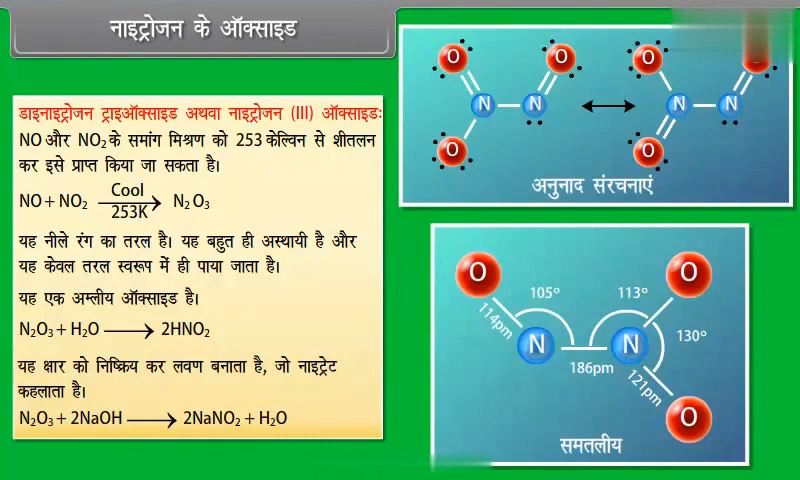 नाइट्रोजन के ऑक्साइड
डाइनाइट्रोजन ट्राइऑक्साइड अथवा नाइट्रोजन (III) ऑक्साइड:
NO और NO2 के समांग मिश्रण को 253 केल्विन से शीतलन
कर इसे प्राप्त किया जा सकता है।
NO + NO2 Cool 253K ⟶ N2O3
यह नीले रंग का तरल है। यह बहुत ही अस्थायी है और
यह केवल तरल स्वरूप में ही पाया जाता है।
यह एक अम्लीय ऑक्साइड है।
N2O3 + H2O ⟶ 2HNO2
यह क्षार को निष्क्रिय कर लवण बनाता है, जो नाइट्रेट
कहलाता है।
N2O3 + 2NaOH ⟶ 2NaNO2 + H2O
O O O
N N N N
O O
अनुनाद संरचनाएं
O O
105º 113º
114pm N N 130º
186pm 121pm
O
समतलीय